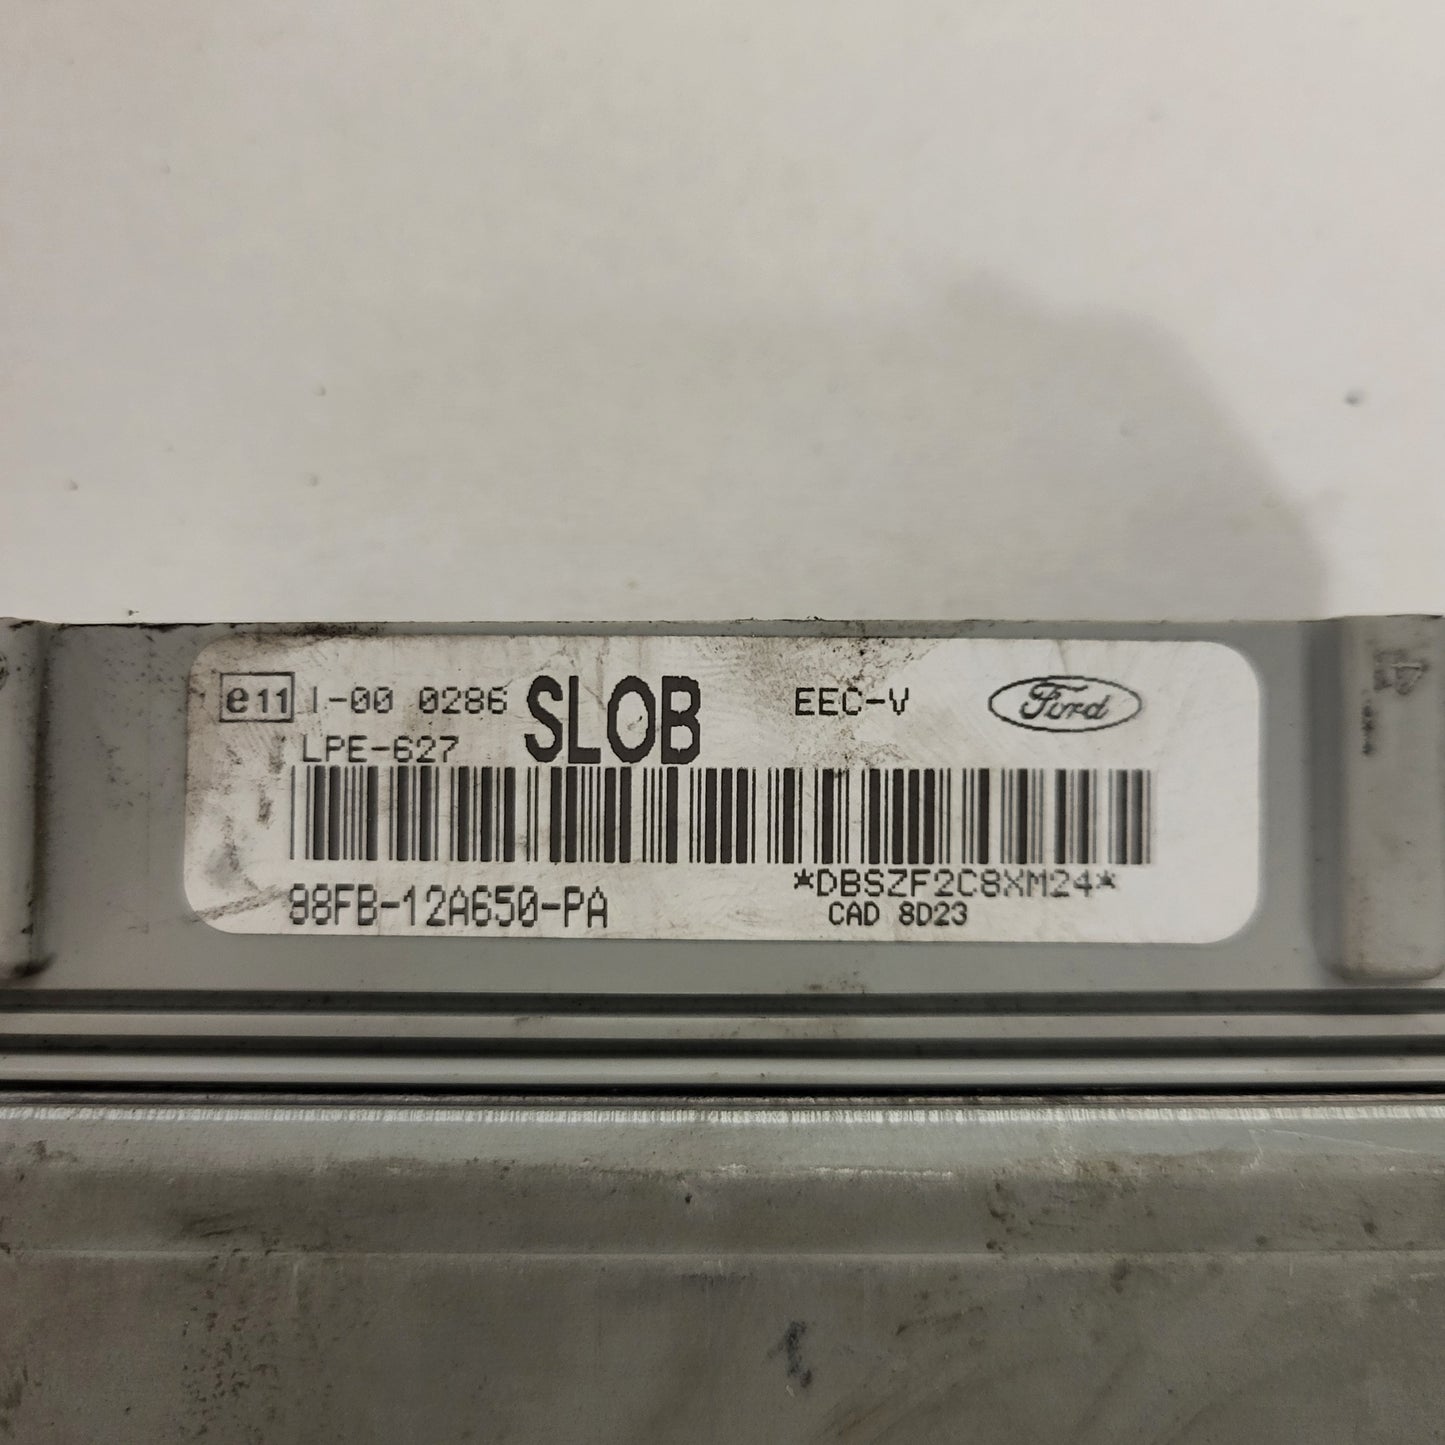 e11 I-00 0286 SLOB EEC-V Ford
LPE-627
*DBSZF2C8XM24*
98FB-12A650-PA
CAD 8D23